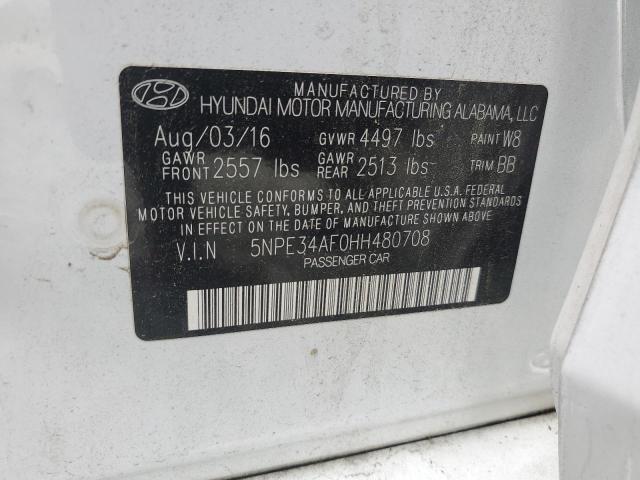 MANUFACTURED BY
HYUNDAI MOTOR MANUFACTURING ALABAMA, LLC
Aug/03/16 GVWR 4497 lbs PAINT W8
GAWR FRONT 2557 lbs GAWR REAR 2513 lbs TRIM BB
THIS VEHICLE CONFORMS TO ALL APPLICABLE U.S.A. FEDERAL
MOTOR VEHICLE SAFETY, BUMPER, AND THEFT PREVENTION STANDARDS
IN EFFECT ON THE DATE OF MANUFACTURE SHOWN ABOVE.
V.I.N 5NPE34AF0HH480708
PASSENGER CAR